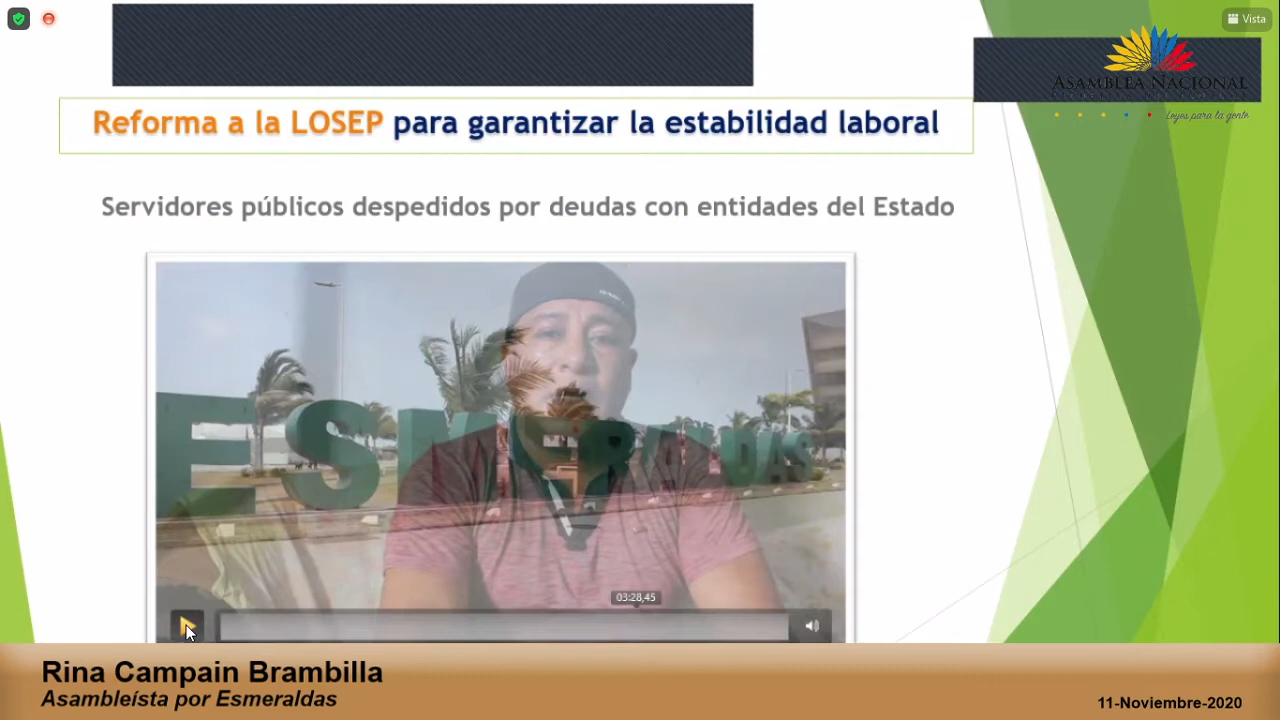 Vista
ASAMBLEA NACIONAL
Leyes para la gente
Reforma a la LOSEP para garantizar la estabilidad laboral
Servidores públicos despedidos por deudas con entidades del Estado
ESMERALDAS
03:28,45
Rina Campain Brambilla
Asambleísta por Esmeraldas
11-Noviembre-2020